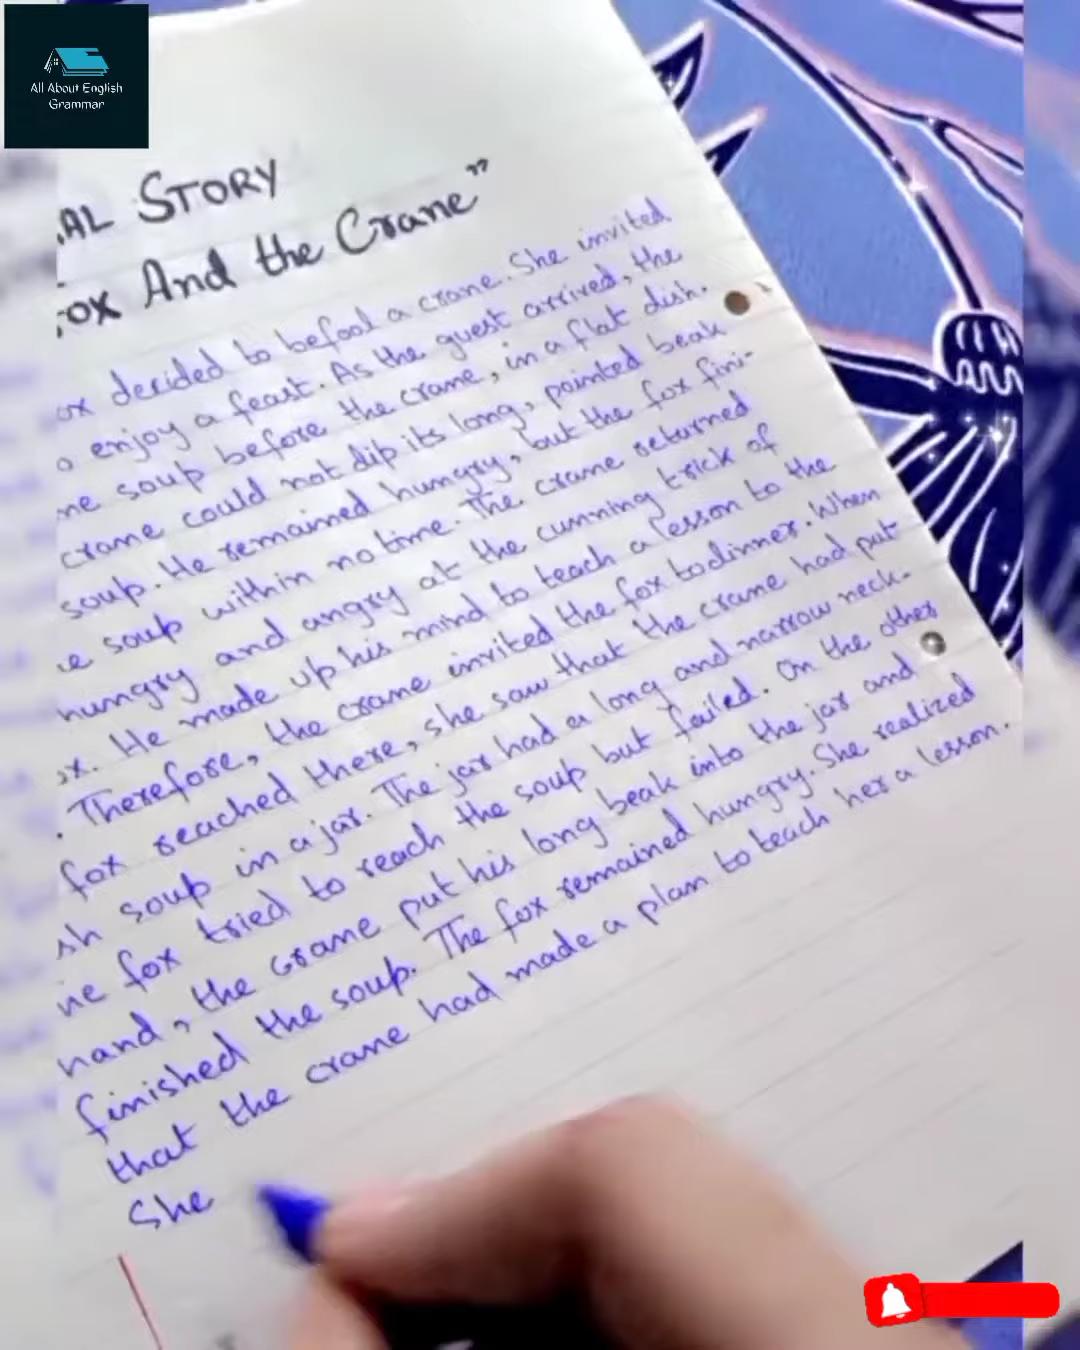 All About English
Grammar
AL STORY
ox And the Crane”
ox decided to befool a crane. She invited
o enjoy a feast. As the guest arrived, the
ne soup before the crane, in a flat dish.
crane could not dip its long, pointed beak
soup. He remained hungry, but the fox fini-
e soup within no time. The crane returned
hungry and angry at the cunning trick of
x. He made up his mind to teach a lesson to the
. Therefore, the crane invited the fox to dinner. When
fox reached there, she saw that the crane had put
sh soup in a jar. The jar had a long and narrow neck.
he fox tried to reach the soup but failed. On the other
hand, the crane put his long beak into the jar and
finished the soup. The fox remained hungry. She realized
that the crane had made a plan to teach her a lesson.
She